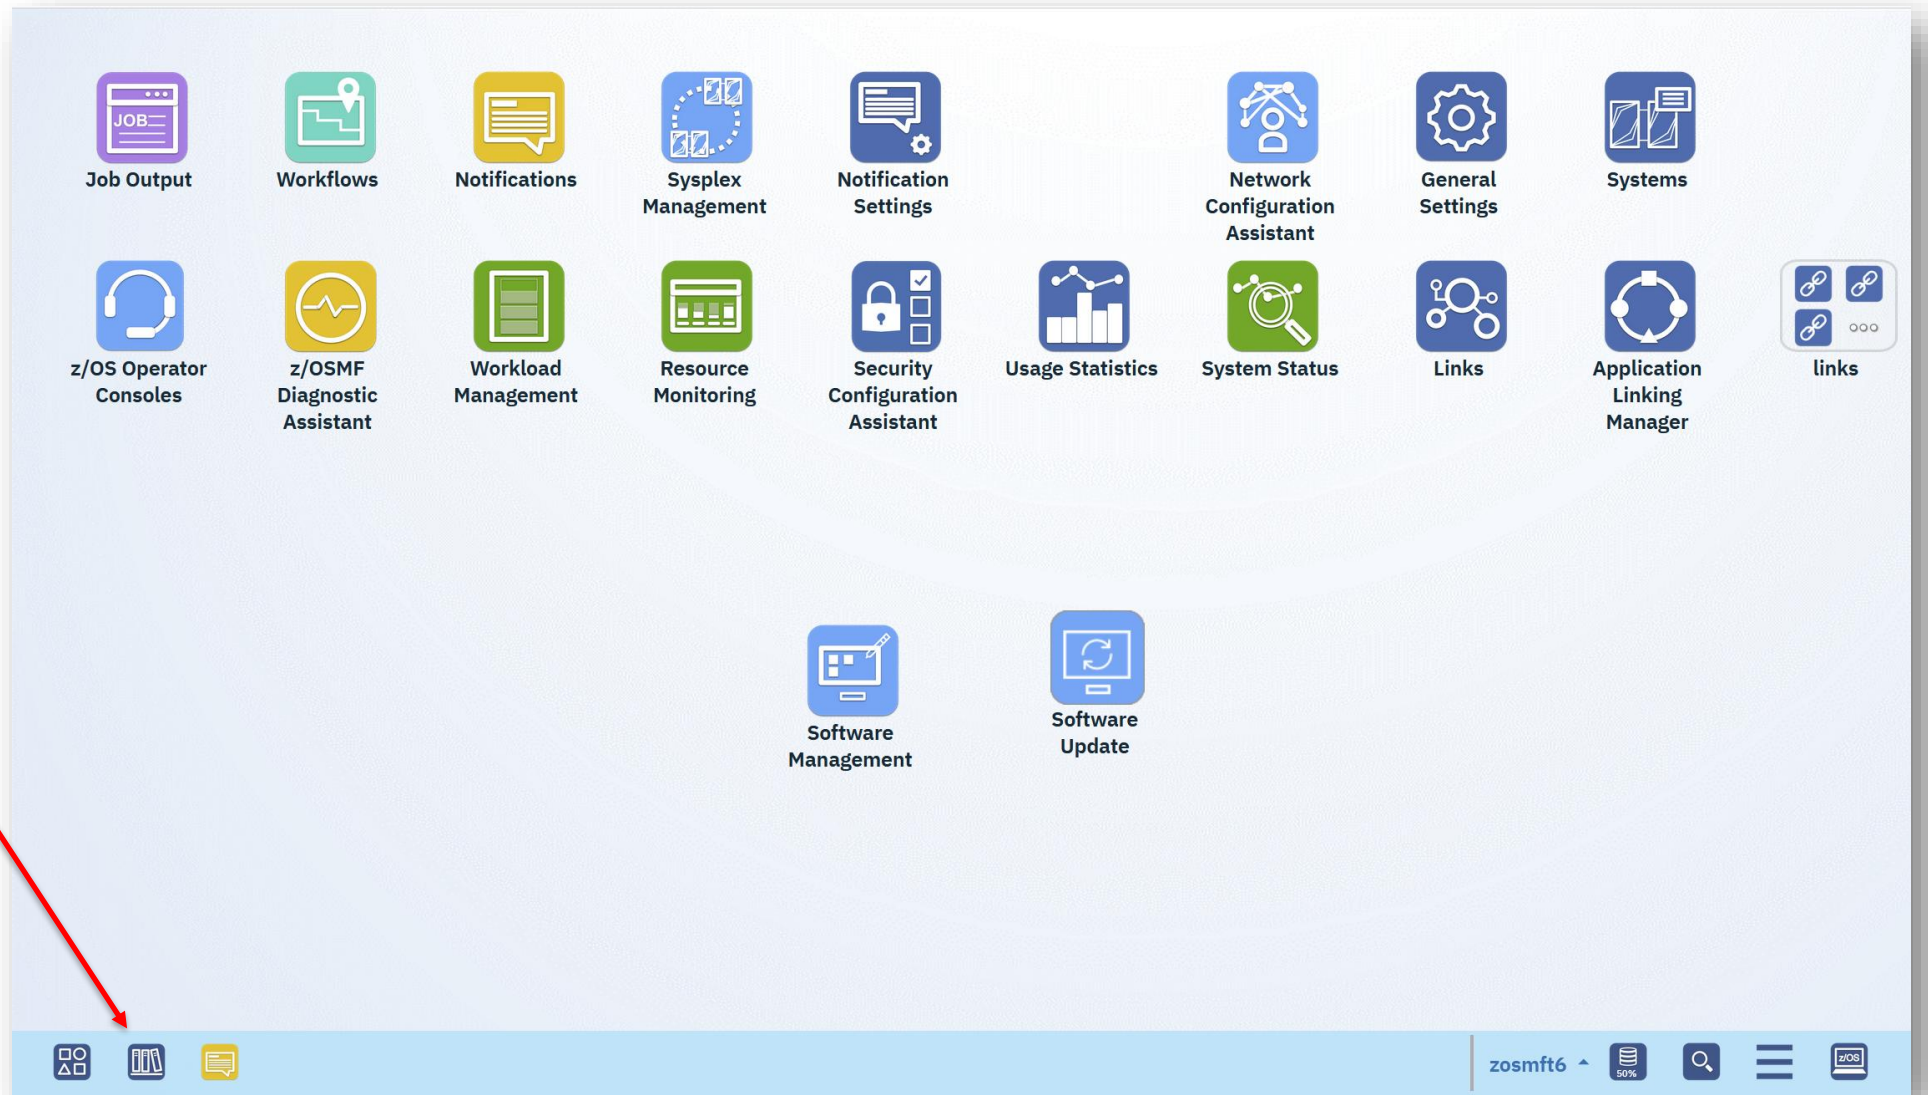 JOB
Job Output
Workflows
Notifications
Sysplex
Management
Notification
Settings
Network
Configuration
Assistant
General
Settings
Systems
z/OS Operator
Consoles
z/OSMF
Diagnostic
Assistant
Workload
Management
Resource
Monitoring
Security
Configuration
Assistant
Usage Statistics
System Status
Links
Application
Linking
Manager
links
Software
Management
Software
Update
zosmft6
50%
z/OS